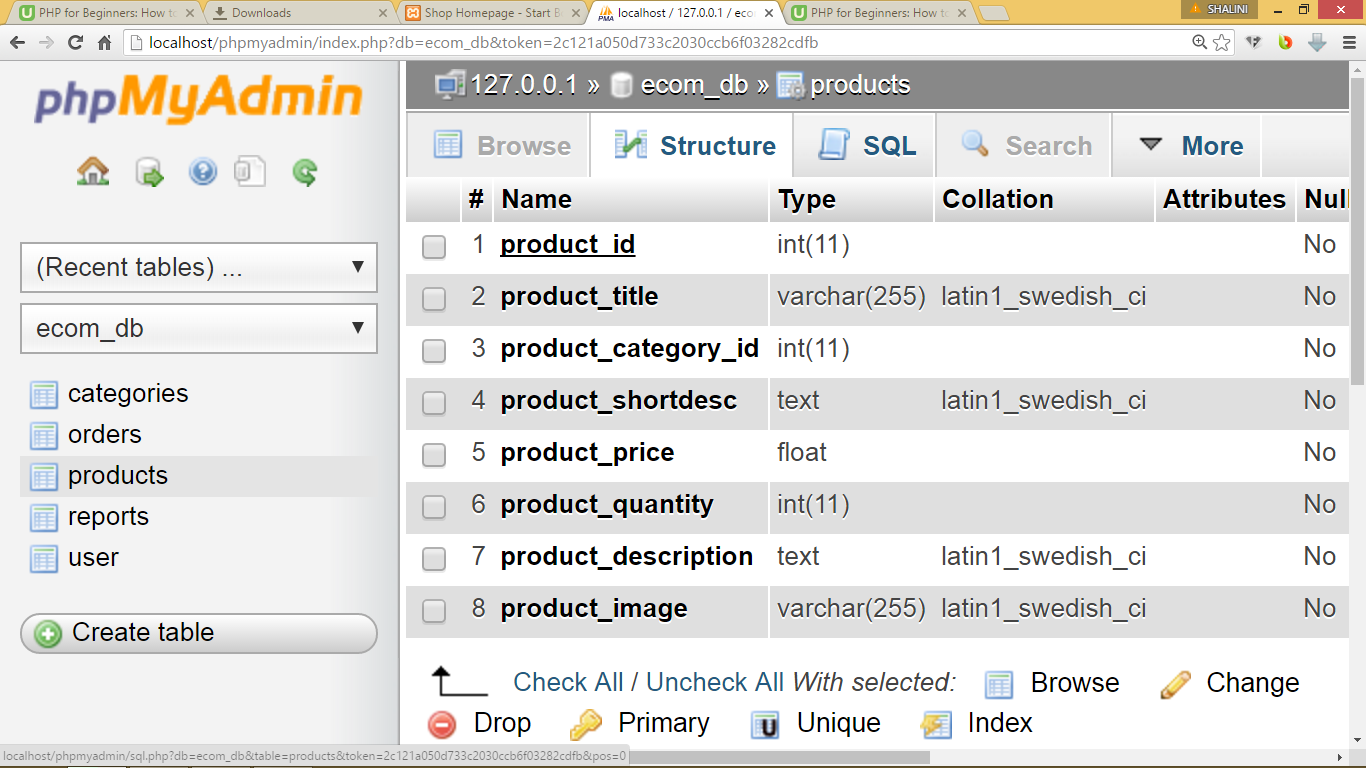 PHP for Beginners: How to
Downloads
Shop Homepage - Start B
localhost / 127.0.0.1 / eco
PHP for Beginners: How to
SHALINI
localhost/phpmyadmin/index.php?db=ecom_db&token=2c121a050d733c2030ccb6f03282cdfb
phpMyAdmin
127.0.0.1 » ecom_db » products
Browse Structure SQL Search More
(Recent tables) ...
ecom_db
categories
orders
products
reports
user
Create table
# Name Type Collation Attributes Null
1 product_id int(11) No
2 product_title varchar(255) latin1_swedish_ci No
3 product_category_id int(11) No
4 product_shortdesc text latin1_swedish_ci No
5 product_price float No
6 product_quantity int(11) No
7 product_description text latin1_swedish_ci No
8 product_image varchar(255) latin1_swedish_ci No
Check All / Uncheck All With selected: Browse Change
Drop Primary Unique Index
localhost/phpmyadmin/sql.php?db=ecom_db&table=products&token=2c121a050d733c2030ccb6f03282cdfb&pos=0